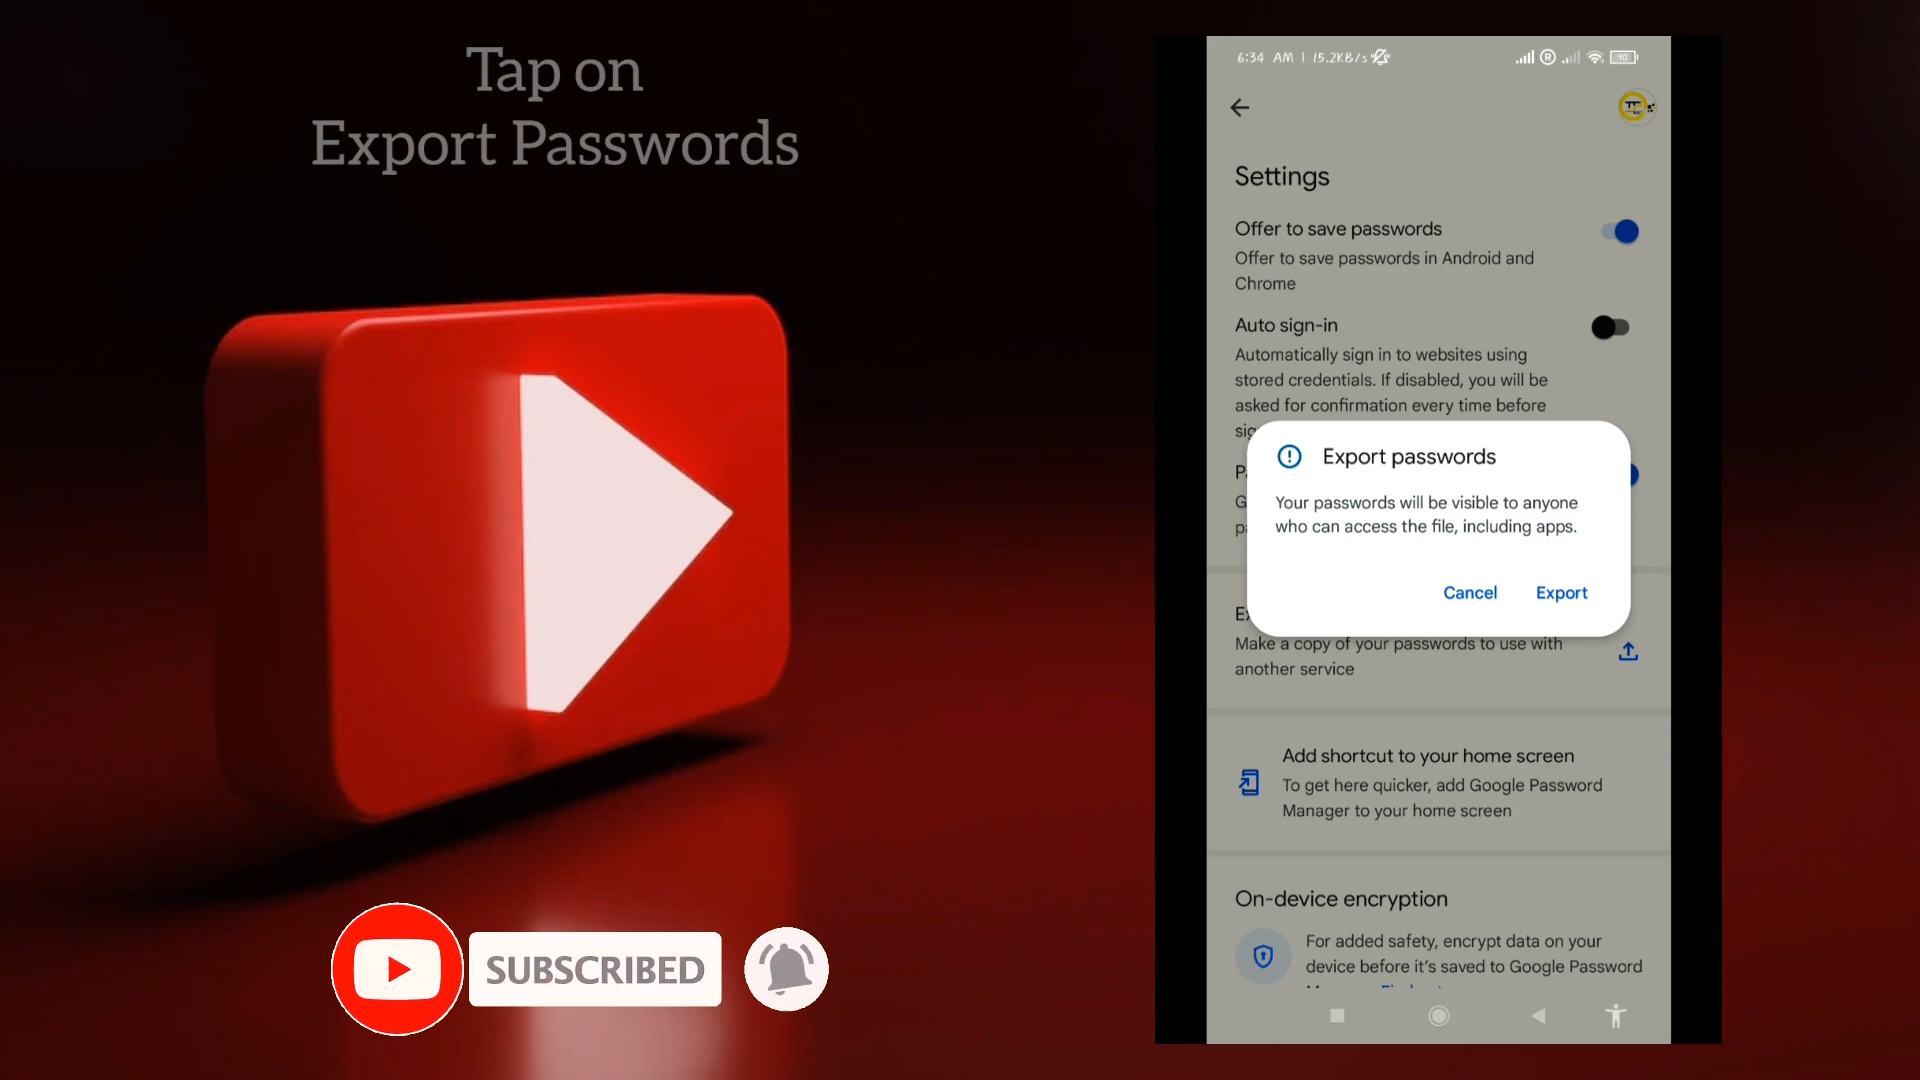 Tap on
Export Passwords
SUBSCRIBED
6:34 AM | 15.2KB/s
40
Settings
Offer to save passwords
Offer to save passwords in Android and
Chrome
Auto sign-in
Automatically sign in to websites using
stored credentials. If disabled, you will be
asked for confirmation every time before
Export passwords
Your passwords will be visible to anyone
who can access the file, including apps.
Cancel
Export
Make a copy of your passwords to use with
another service
Add shortcut to your home screen
To get here quicker, add Google Password
Manager to your home screen
On-device encryption
For added safety, encrypt data on your
device before it's saved to Google Password